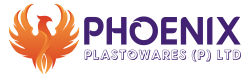 PHOENIX
PLASTOWARES (P) LTD